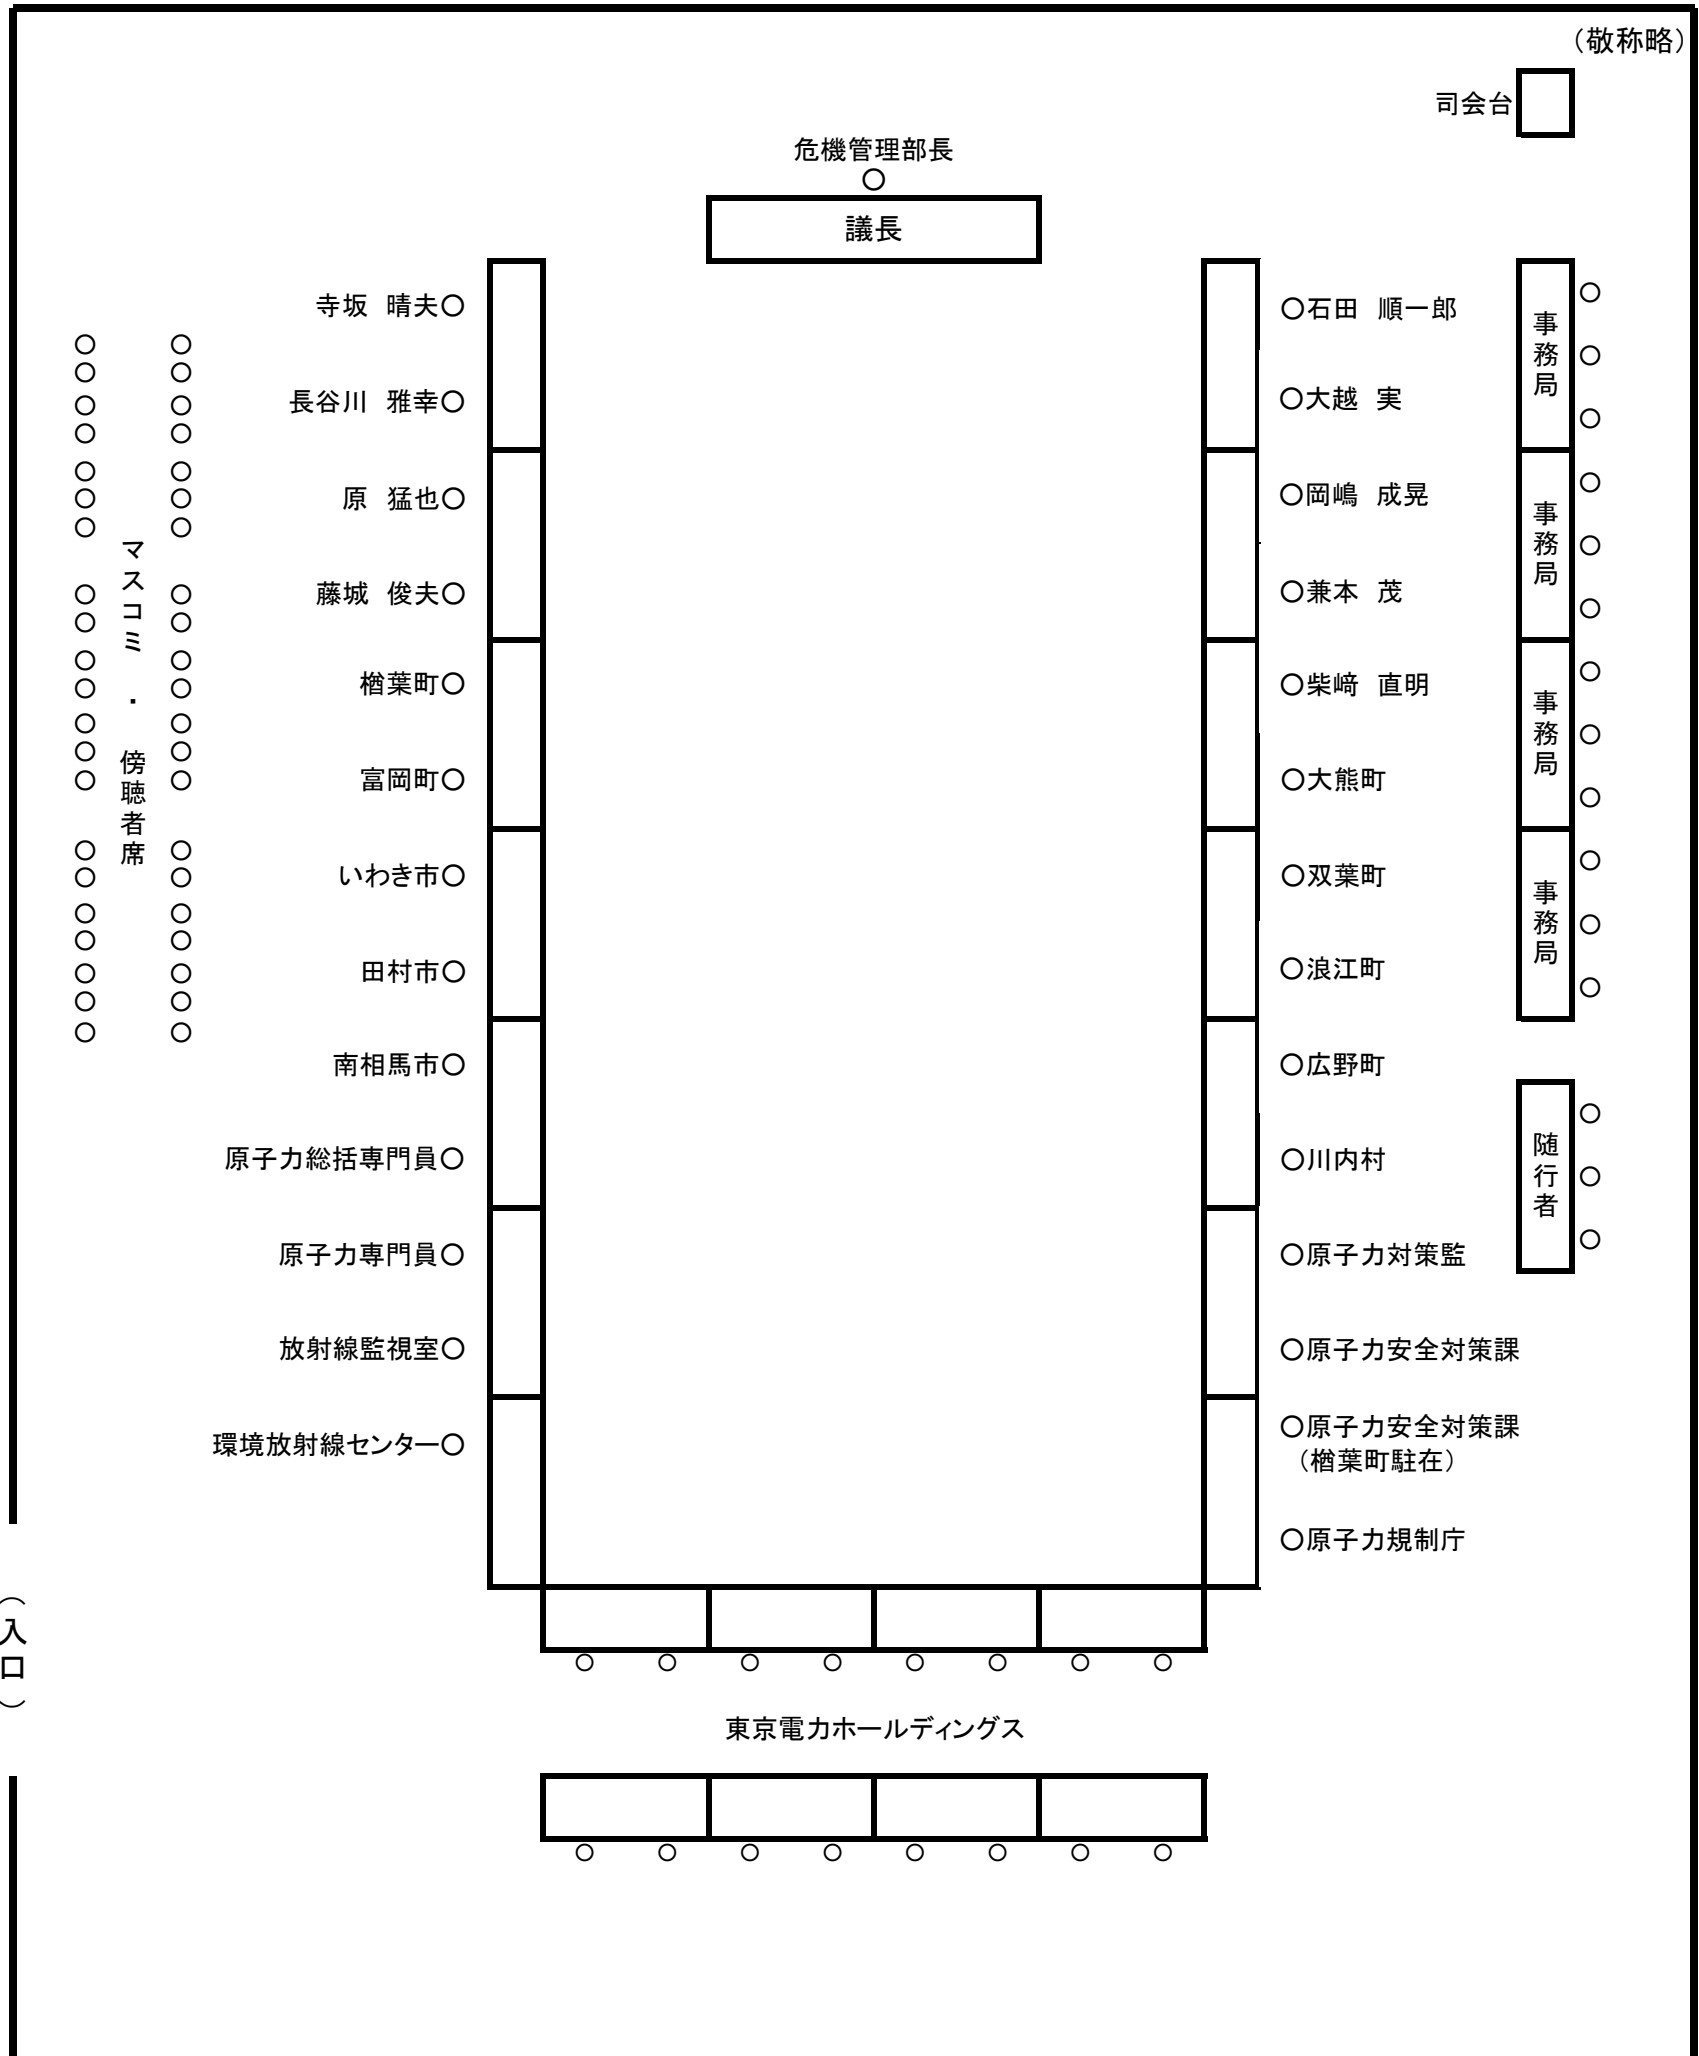 （敬称略）
司会台
危機管理部長
○
議長
寺坂　晴夫○
長谷川　雅幸○
原　猛也○
藤城　俊夫○
楢葉町○
富岡町○
いわき市○
田村市○
南相馬市○
原子力総括専門員○
原子力専門員○
放射線監視室○
環境放射線センター○
○石田　順一郎
○大越　実
○岡嶋　成晃
○兼本　茂
○柴﨑　直明
○大熊町
○双葉町
○浪江町
○広野町
○川内村
○原子力対策監
○原子力安全対策課
○原子力安全対策課
（楢葉町駐在）
○原子力規制庁
事務局
事務局
事務局
事務局
随行者
マスコミ　・　傍聴者席
（入口）
東京電力ホールディングス